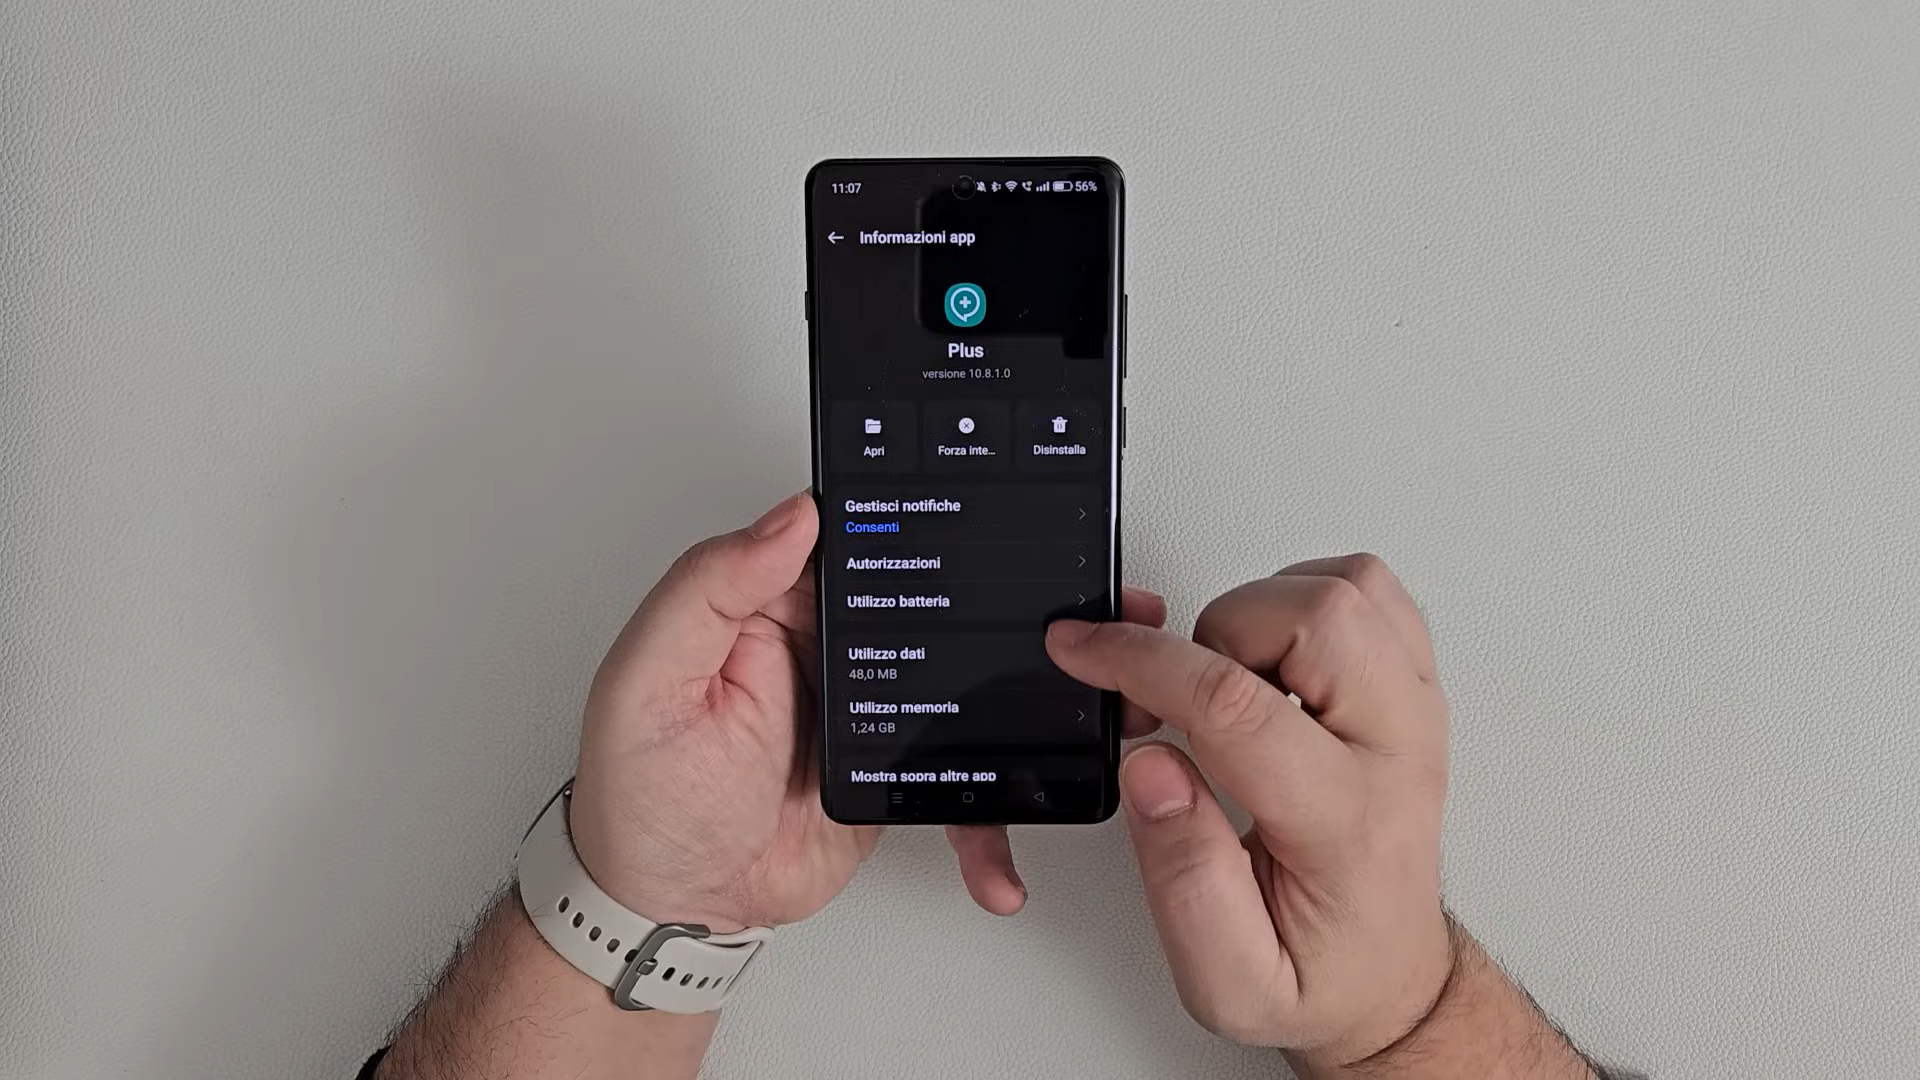 11:07
56%
Informazioni app
Plus
versione 10.8.1.0
Apri
Forza inte...
Disinstalla
Gestisci notifiche
Consenti
Autorizzazioni
Utilizzo batteria
Utilizzo dati
48,0 MB
Utilizzo memoria
1,24 GB
Mostra sopra altre app